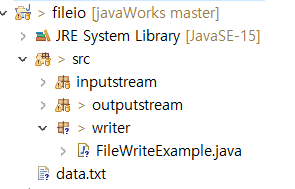 fileio [javaWorks master]
JRE System Library [JavaSE-15]
> src
inputstream
> outputstream
> writer
FileWriteExample.java
data.txt